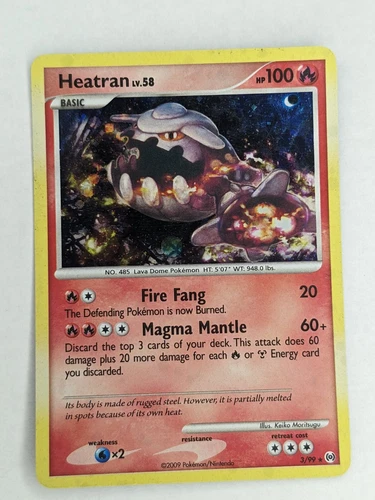 Heatran LV.58 HP 100
BASIC
NO. 485 Lava Dome Pokémon HT: 5'07" WT: 948.0 lbs.
Fire Fang 20
The Defending Pokémon is now Burned.
Magma Mantle 60+
Discard the top 3 cards of your deck. This attack does 60
damage plus 20 more damage for each or Energy card
you discarded.
Its body is made of rugged steel. However, it is partially melted
in spots because of its own heat.
Illus. Keiko Moritsugu
weakness resistance retreat cost
×2
©2009 Pokémon/Nintendo
3/99